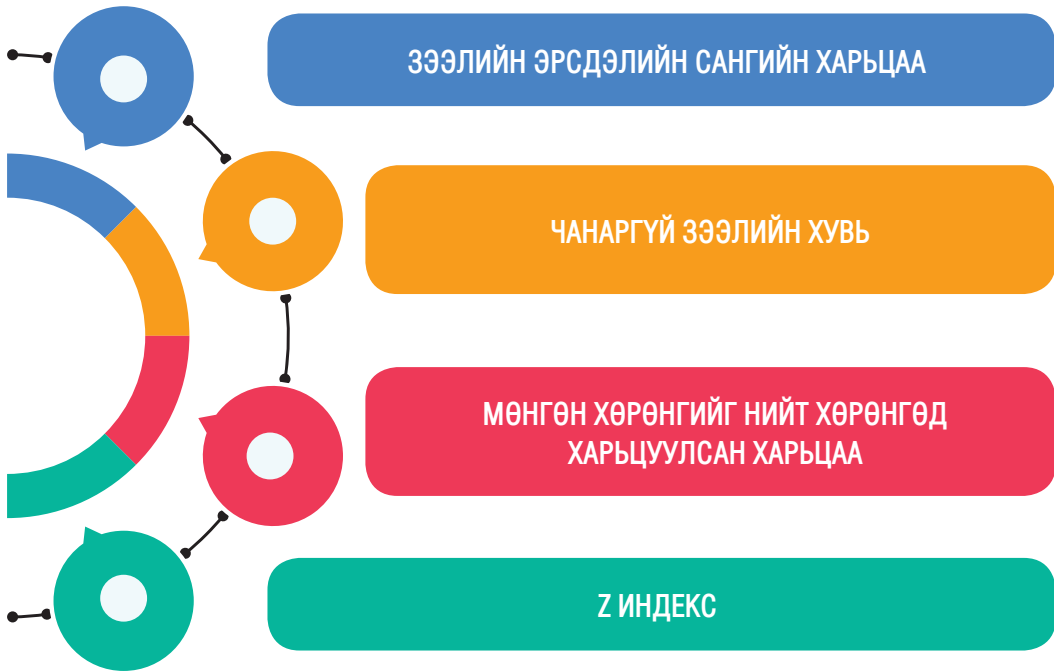 ЗЭЭЛИЙН ЭРСДЭЛИЙН САНГИЙН ХАРЬЦАА
ЧАНАРГҮЙ ЗЭЭЛИЙН ХУВЬ
МӨНГӨН ХӨРӨНГИЙГ НИЙТ ХӨРӨНГӨД
ХАРЬЦУУЛСАН ХАРЬЦАА
Z ИНДЕКС